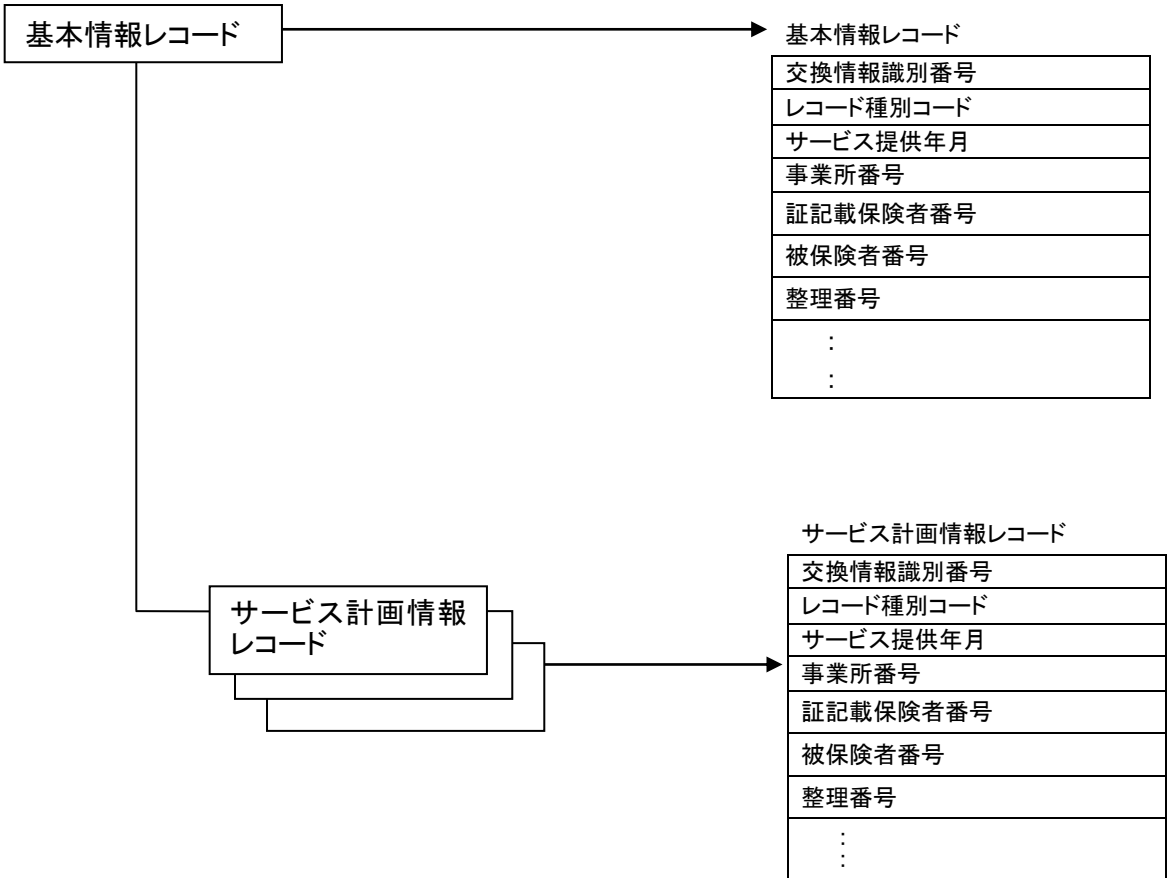 基本情報レコード
基本情報レコード
交換情報識別番号
レコード種別コード
サービス提供年月
事業所番号
証記載保険者番号
被保険者番号
整理番号
:
:
サービス計画情報
レコード
サービス計画情報レコード
交換情報識別番号
レコード種別コード
サービス提供年月
事業所番号
証記載保険者番号
被保険者番号
整理番号
:
: